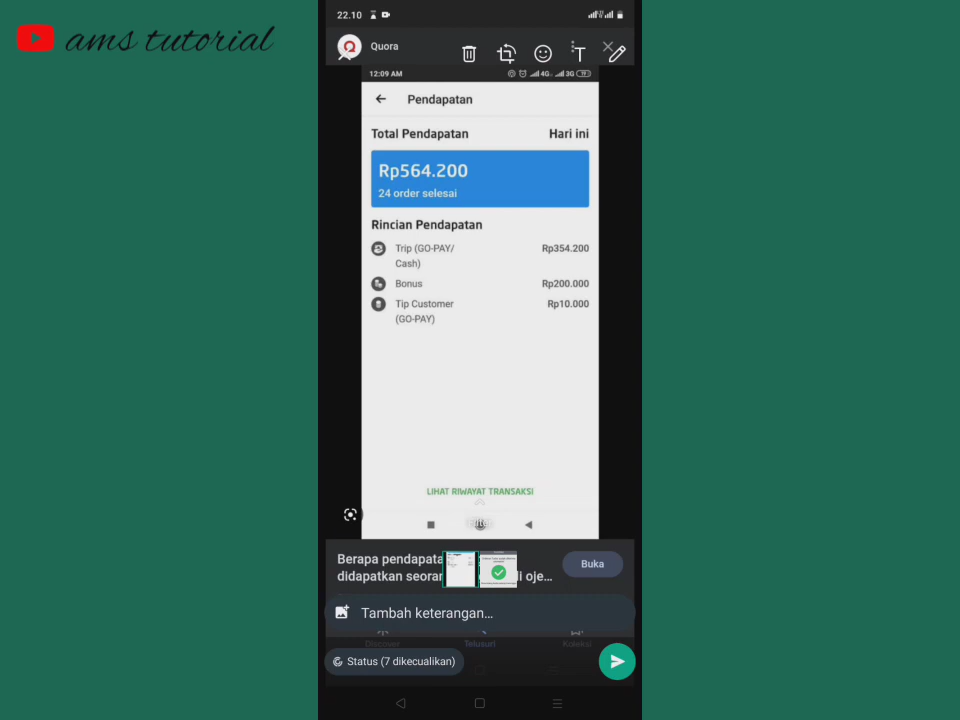 ams tutorial
22.10
Quora
T
12:09 AM
4G 3G
Pendapatan
Total Pendapatan Hari ini
Rp564.200
24 order selesai
Rincian Pendapatan
Trip (GO-PAY/ Rp354.200
Cash)
Bonus Rp200.000
Tip Customer Rp10.000
(GO-PAY)
LIHAT RIWAYAT TRANSAKSI
Berapa pendapata
didapatkan seorar i oje...
Buka
Tambah keterangan...
Discover Telusuri Koleksi
Status (7 dikecualikan)